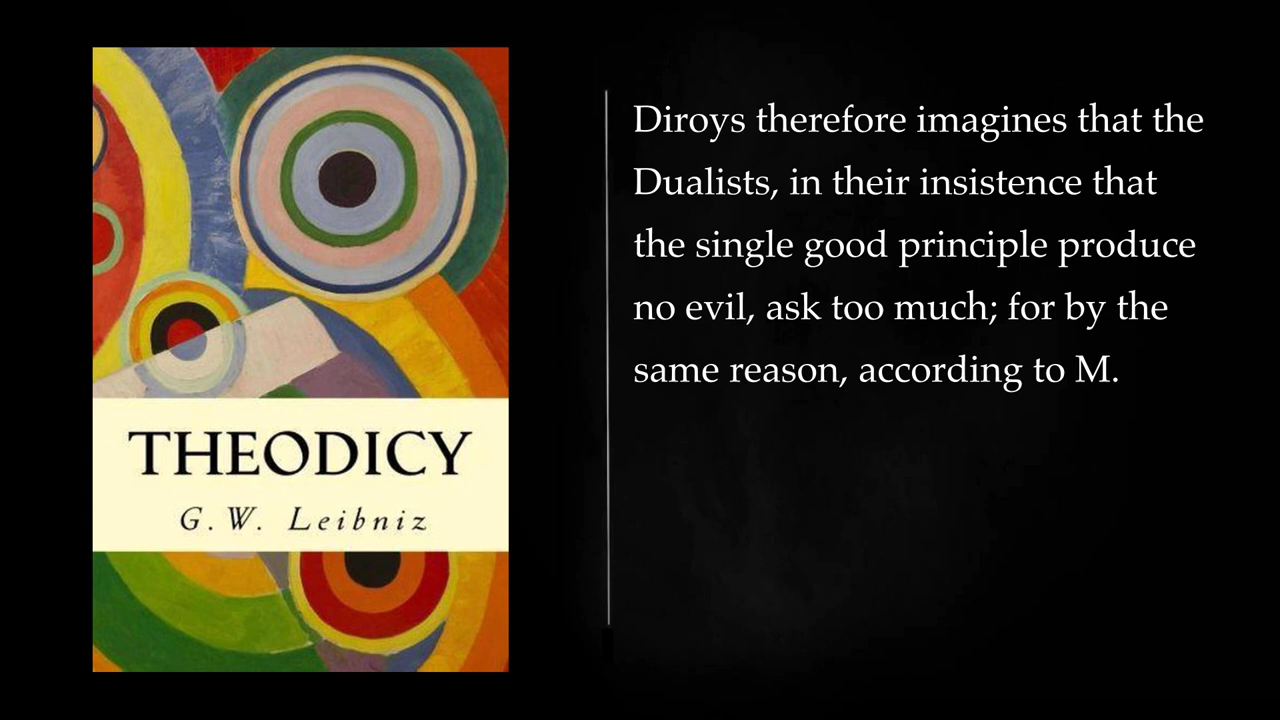 THEODICY
G.W. Leibniz
Diroys therefore imagines that the
Dualists, in their insistence that
the single good principle produce
no evil, ask too much; for by the
same reason, according to M.